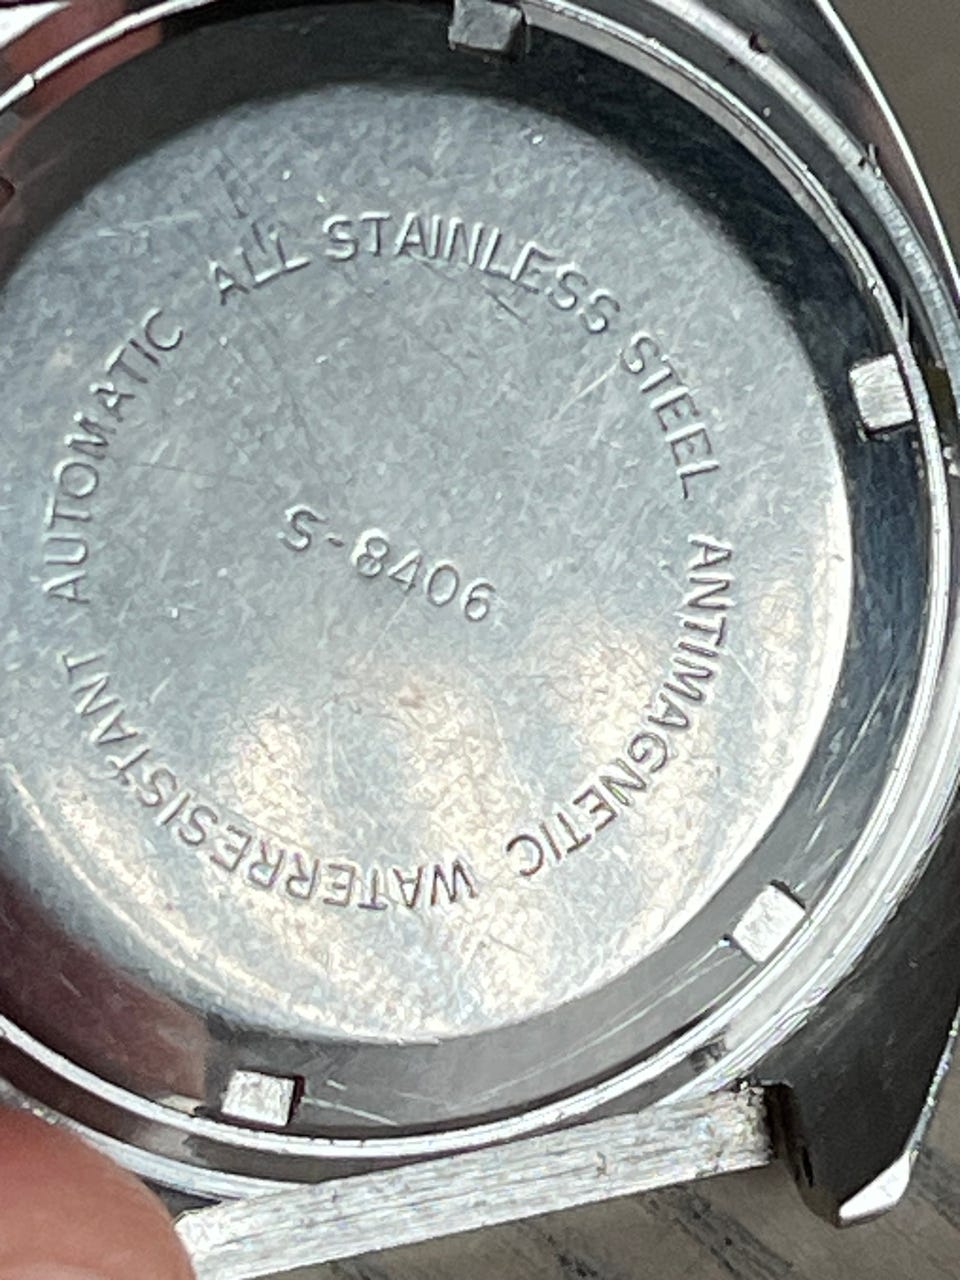 AUTOMATIC ALL STAINLESS STEEL ANTIMAGNETIC WATERRESISTANT
S-8406